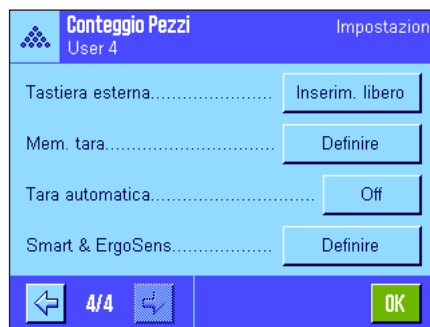 Conteggio Pezzi Impostazion
User 4
Tastiera esterna...................... Inserim. libero
Mem. tara............................... Definire
Tara automatica.............................. Off
Smart & ErgoSens.................. Definire
4/4 OK